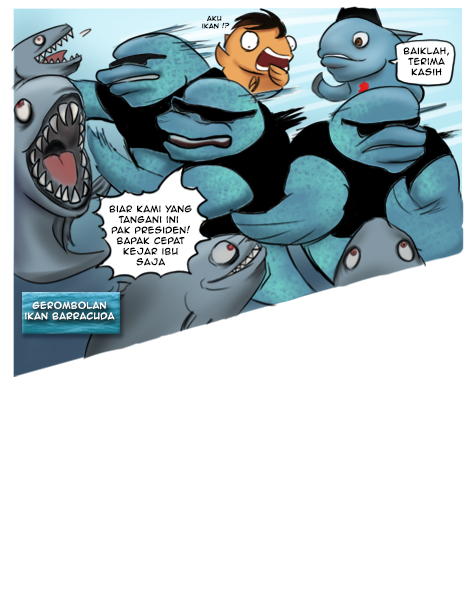 AKU
IKAN !?
BAIKLAH,
TERIMA
KASIH
BIAR KAMI YANG
TANGANI INI
PAK PRESIDEN!
BAPAK CEPAT
KEJAR IBU
SAJA
GEROMBOLAN
IKAN BARRACUDA